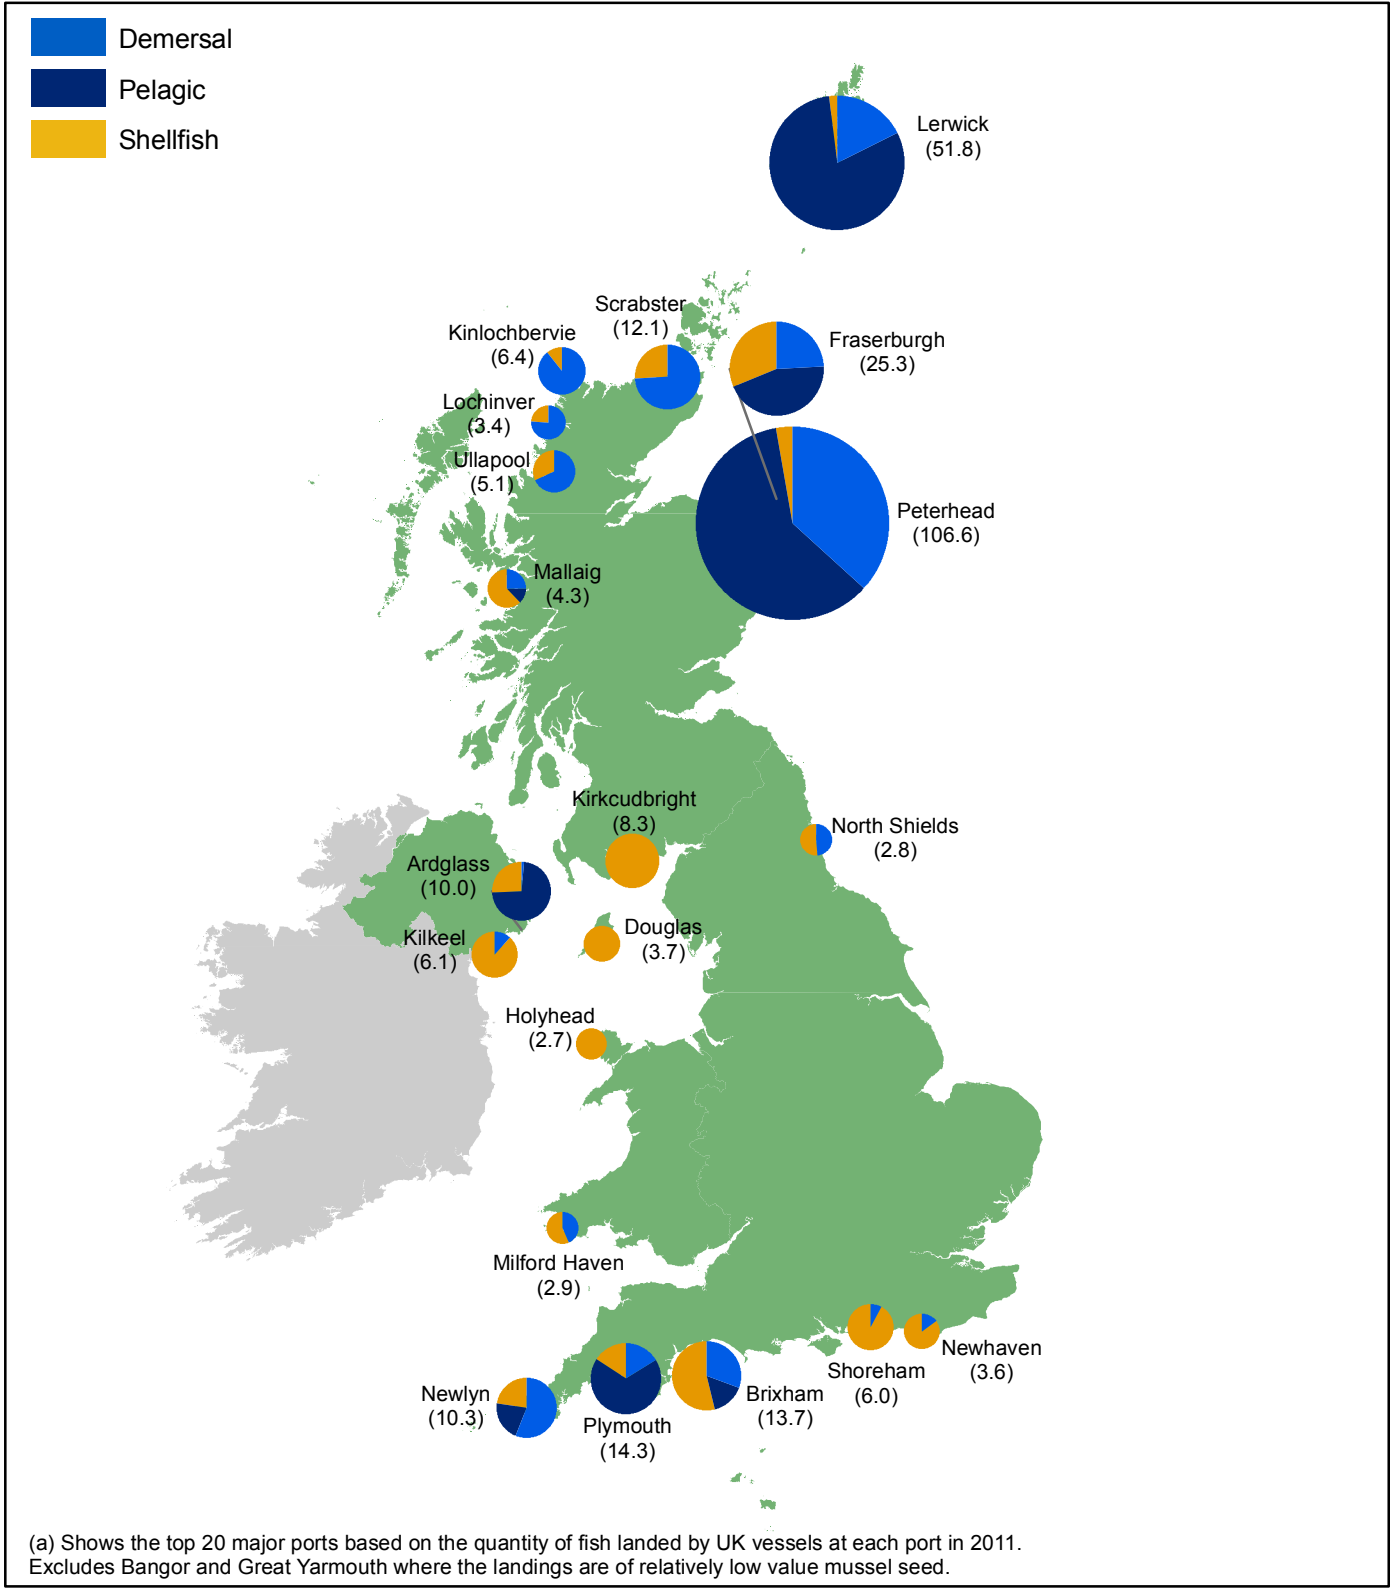 Demersal
Pelagic
Shellfish
Lerwick
(51.8)
Scrabster
(12.1)
Kinlochbervie
(6.4)
Fraserburgh
(25.3)
Lochinver
(3.4)
Ullapool
(5.1)
Peterhead
(106.6)
Mallaig
(4.3)
Kirkcudbright
(8.3)
North Shields
(2.8)
Ardglass
(10.0)
Kilkeel
(6.1)
Douglas
(3.7)
Holyhead
(2.7)
Milford Haven
(2.9)
Newhaven
(3.6)
Shoreham
(6.0)
Brixham
(13.7)
Newlyn
(10.3)
Plymouth
(14.3)
(a) Shows the top 20 major ports based on the quantity of fish landed by UK vessels at each port in 2011.
Excludes Bangor and Great Yarmouth where the landings are of relatively low value mussel seed.